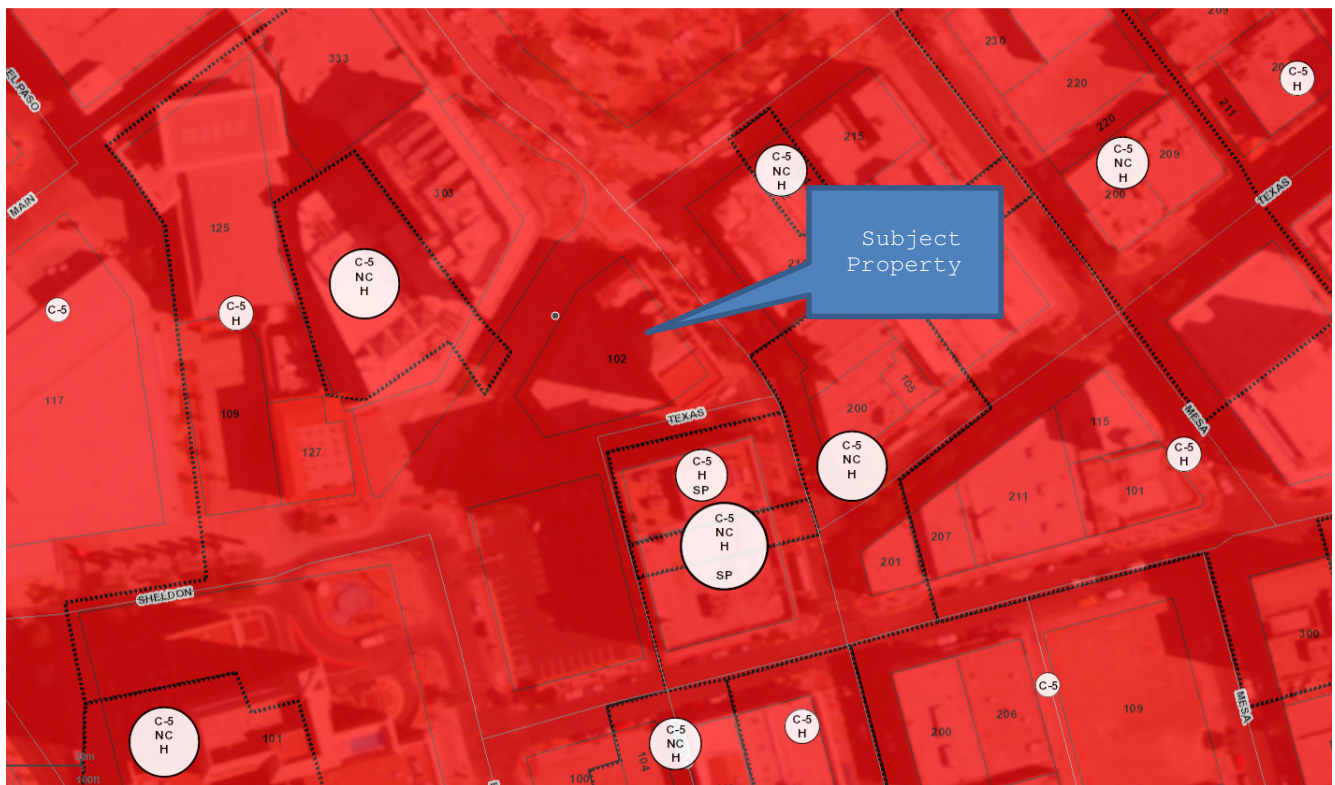 209
230
333
220
C-5
H
EL PASO
220
211
215
C-5
NC
H
C-5
NC
H
209
303
200
TEXAS
MAIN
125
Subject
Property
C-5
NC
H
C-5
C-5
H
102
105
117
200
109
TEXAS
MESA
115
127
C-5
H
C-5
NC
H
C-5
H
SP
101
211
C-5
NC
H
SP
207
201
SHELDON
300
C-5
206
109
MESA
C-5
NC
H
101
C-5
NC
H
C-5
H
200
104
100
160ft